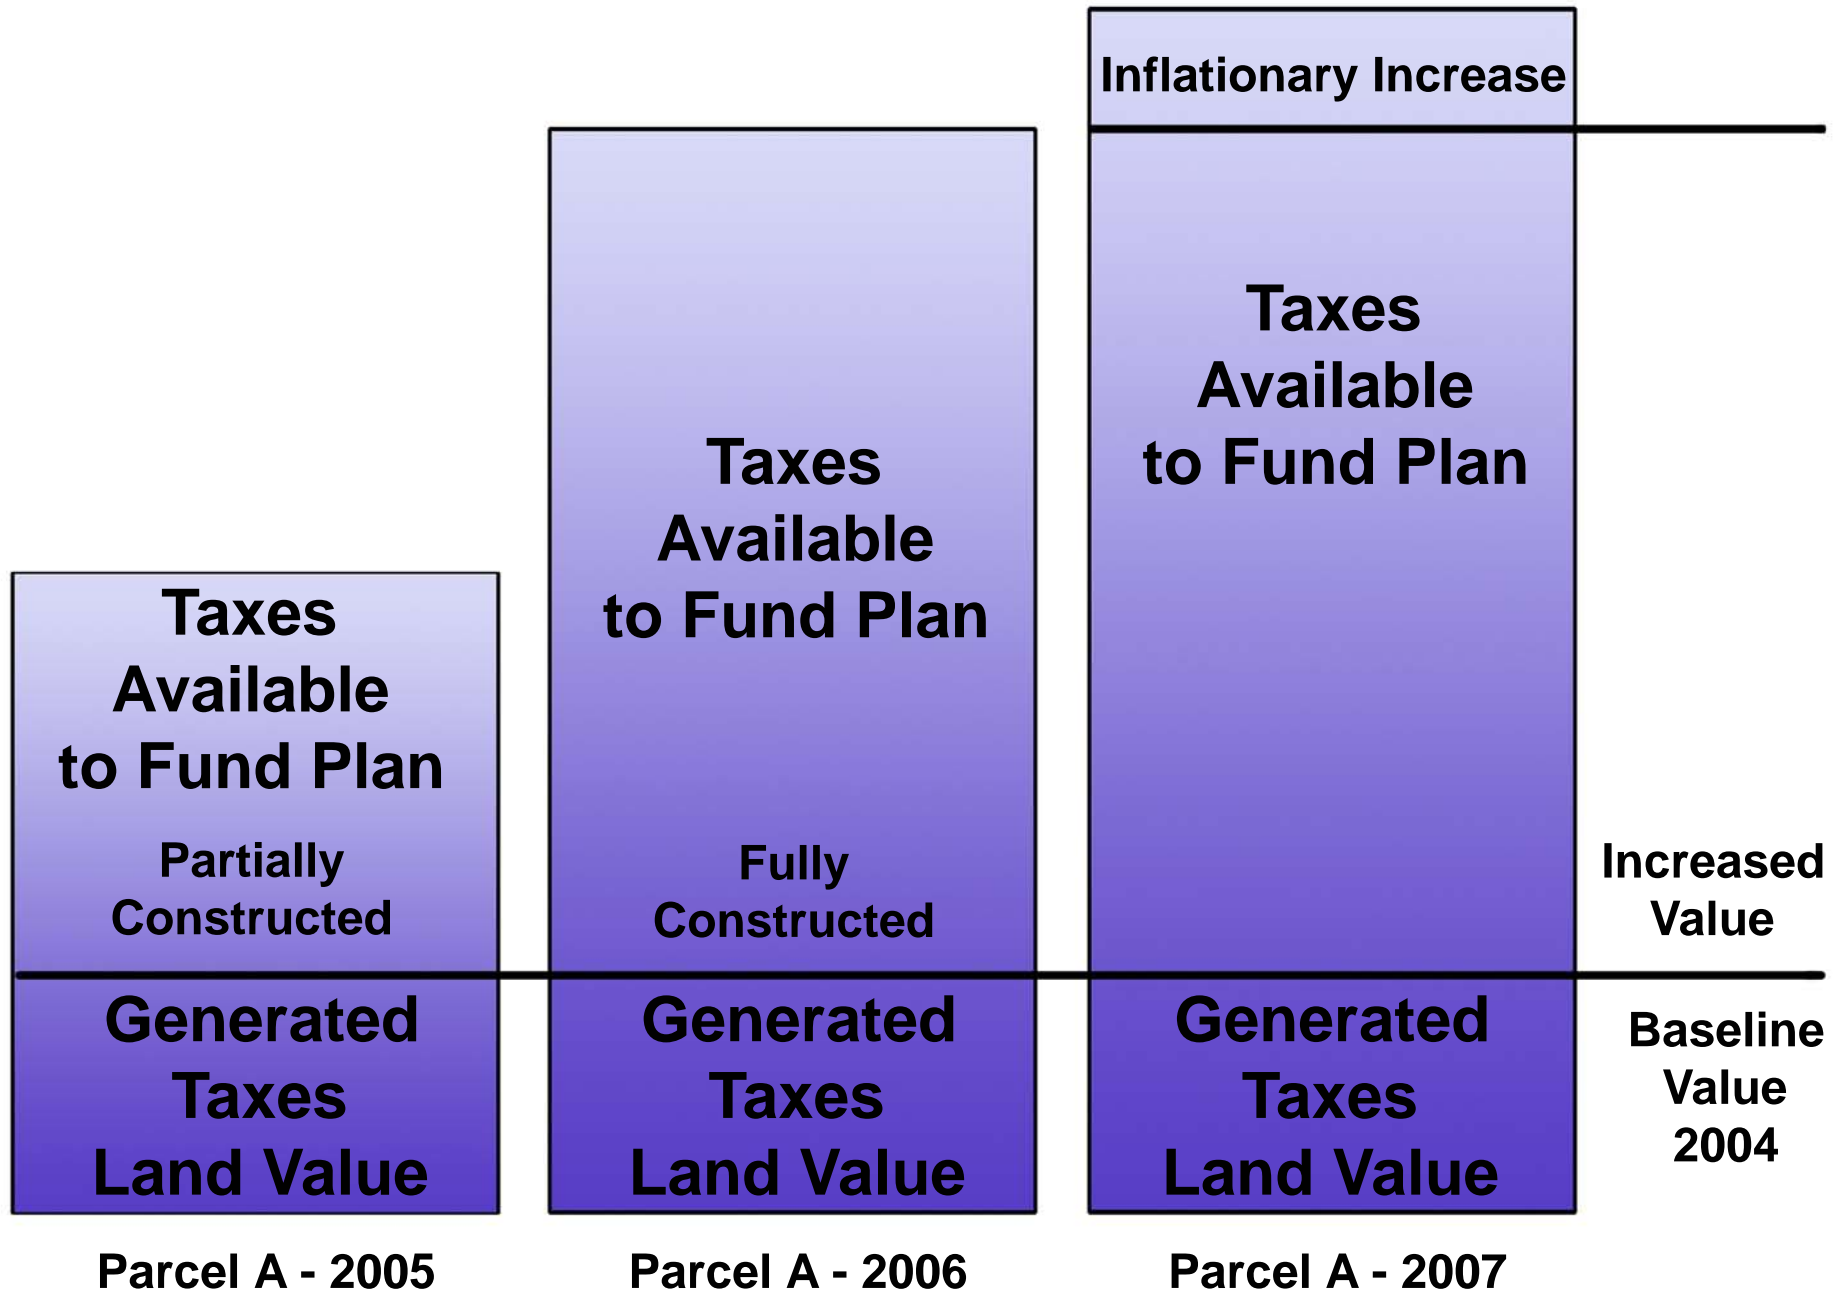 Inflationary Increase
Taxes
Available
to Fund Plan
Taxes
Available
to Fund Plan
Taxes
Available
to Fund Plan
Partially
Constructed
Fully
Constructed
Increased
Value
Generated
Taxes
Land Value
Generated
Taxes
Land Value
Generated
Taxes
Land Value
Baseline
Value
2004
Parcel A - 2005
Parcel A - 2006
Parcel A - 2007